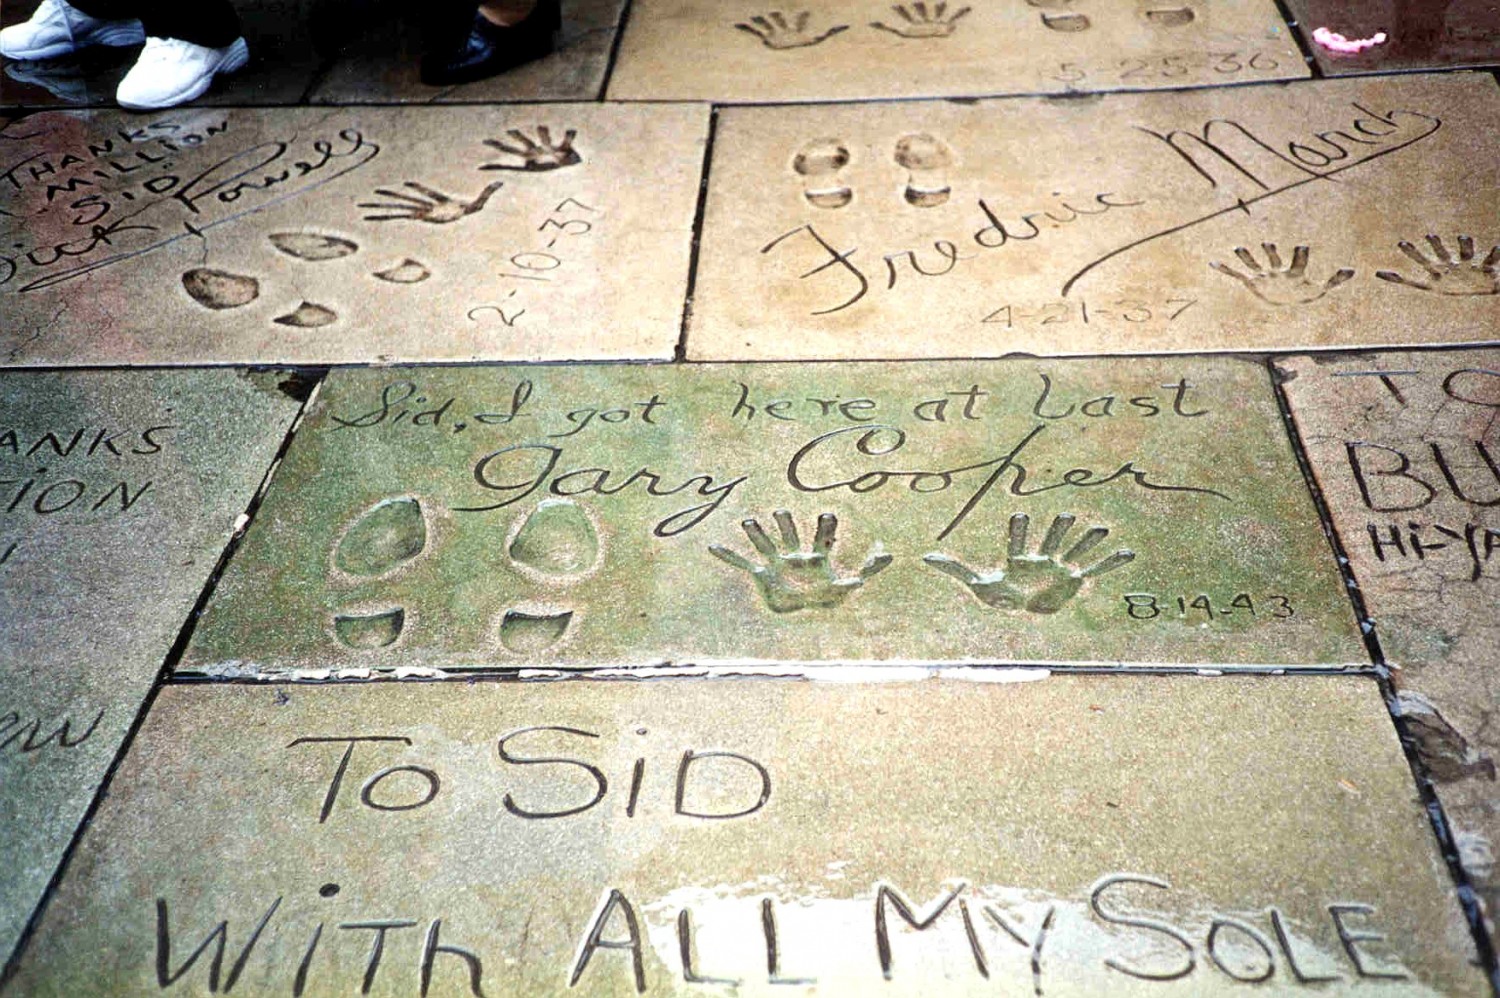 5-25-36
THANKS
A MILLION
SID
Dick Powell
2-10-37
Fredric March
4-21-37
ANKS
ION
Sid, I got here at Last
Gary Cooper
8-14-43
TO
BU
HI-YA
To SiD
WiTh ALL MY SOLE